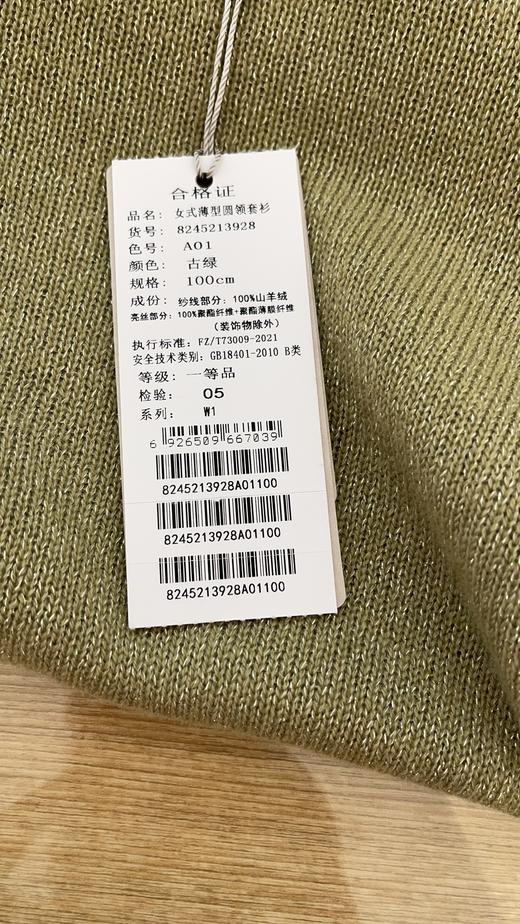 合格证
品名: 女式薄型圆领套衫
货号: 8245213928
色号: A01
颜色: 古绿
规格: 100cm
成份: 纱线部分: 100%山羊绒
亮丝部分: 100%聚酯纤维+聚酯薄膜纤维
(装饰物除外)
执行标准: FZ/T73009-2021
安全技术类别: GB18401-2010 B类
等级: 一等品
检验: 05
系列: W1
6 926509 667039
8245213928A01100
8245213928A01100
8245213928A01100